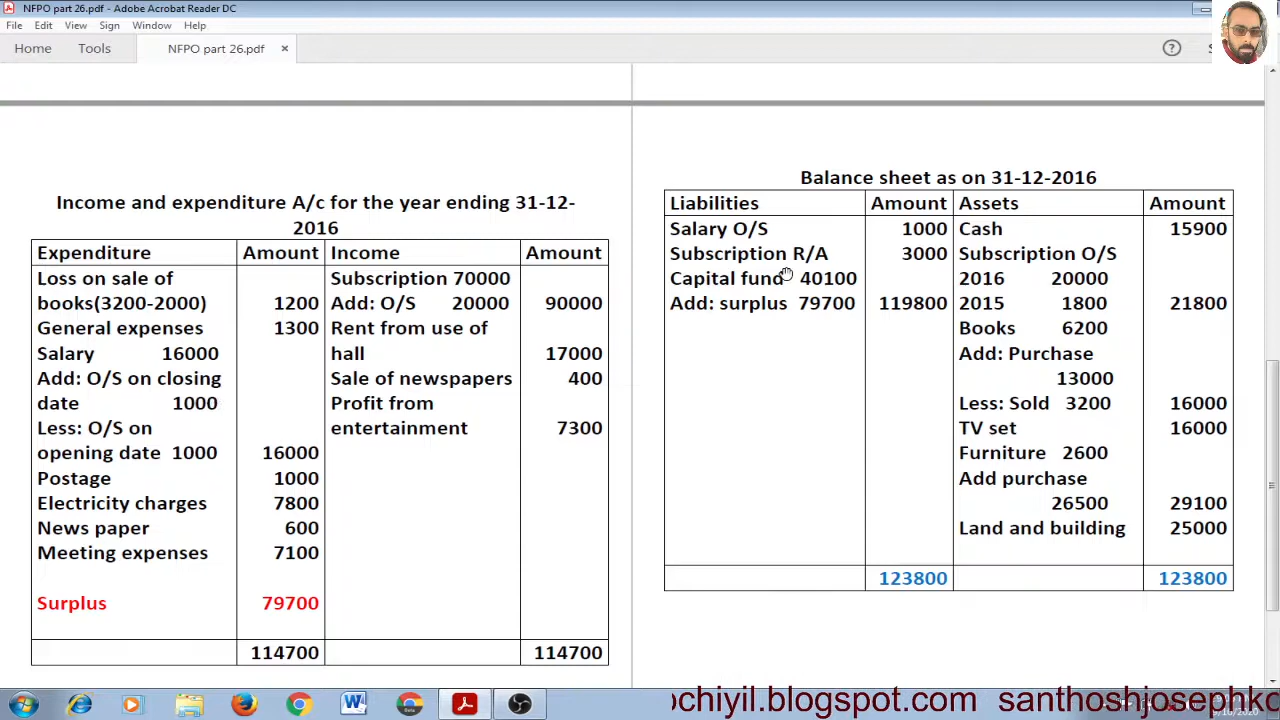 NFPO part 26.pdf - Adobe Acrobat Reader DC
File Edit View Sign Window Help
Home Tools NFPO part 26.pdf ×
Income and expenditure A/c for the year ending 31-12-
2016
Expenditure Amount Income Amount
Loss on sale of Subscription 70000
books(3200-2000) 1200 Add: O/S 20000 90000
General expenses 1300 Rent from use of
Salary 16000 hall 17000
Add: O/S on closing Sale of newspapers 400
date 1000 Profit from
Less: O/S on entertainment 7300
opening date 1000 16000
Postage 1000
Electricity charges 7800
News paper 600
Meeting expenses 7100
Surplus 79700
114700 114700
Balance sheet as on 31-12-2016
Liabilities Amount Assets Amount
Salary O/S 1000 Cash 15900
Subscription R/A 3000 Subscription O/S
Capital fund 40100 2016 20000
Add: surplus 79700 119800 2015 1800 21800
Books 6200
Add: Purchase
13000
Less: Sold 3200 16000
TV set 16000
Furniture 2600
Add purchase
26500 29100
Land and building 25000
123800 123800
ochiyil.blogspot.com santhoshjosephko